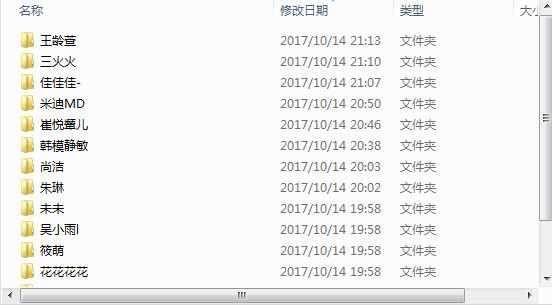 名称 修改日期 类型 大小
王龄萱 2017/10/14 21:13 文件夹
三火火 2017/10/14 21:10 文件夹
佳佳佳- 2017/10/14 21:07 文件夹
米迪MD 2017/10/14 20:50 文件夹
崔悦颦儿 2017/10/14 20:46 文件夹
韩模静敏 2017/10/14 20:38 文件夹
尚洁 2017/10/14 20:03 文件夹
朱琳 2017/10/14 20:02 文件夹
未未 2017/10/14 19:58 文件夹
吴小雨l 2017/10/14 19:58 文件夹
筱萌 2017/10/14 19:58 文件夹
花花花花 2017/10/14 19:58 文件夹